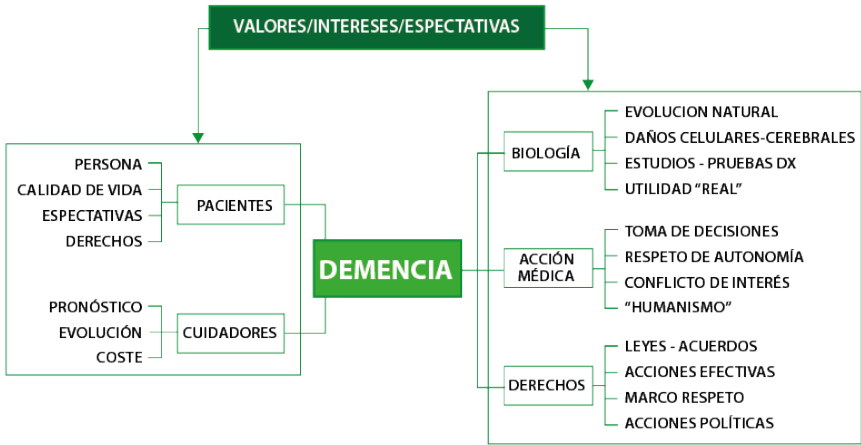 VALORES/INTERESES/ESPECTATIVAS
PERSONA
CALIDAD DE VIDA
ESPECTATIVAS
DERECHOS
PACIENTES
PRONÓSTICO
EVOLUCIÓN
COSTE
CUIDADORES
DEMENCIA
BIOLOGÍA
EVOLUCION NATURAL
DAÑOS CELULARES-CEREBRALES
ESTUDIOS - PRUEBAS DX
UTILIDAD “REAL”
ACCIÓN
MÉDICA
TOMA DE DECISIONES
RESPETO DE AUTONOMÍA
CONFLICTO DE INTERÉS
“HUMANISMO”
DERECHOS
LEYES - ACUERDOS
ACCIONES EFECTIVAS
MARCO RESPETO
ACCIONES POLÍTICAS